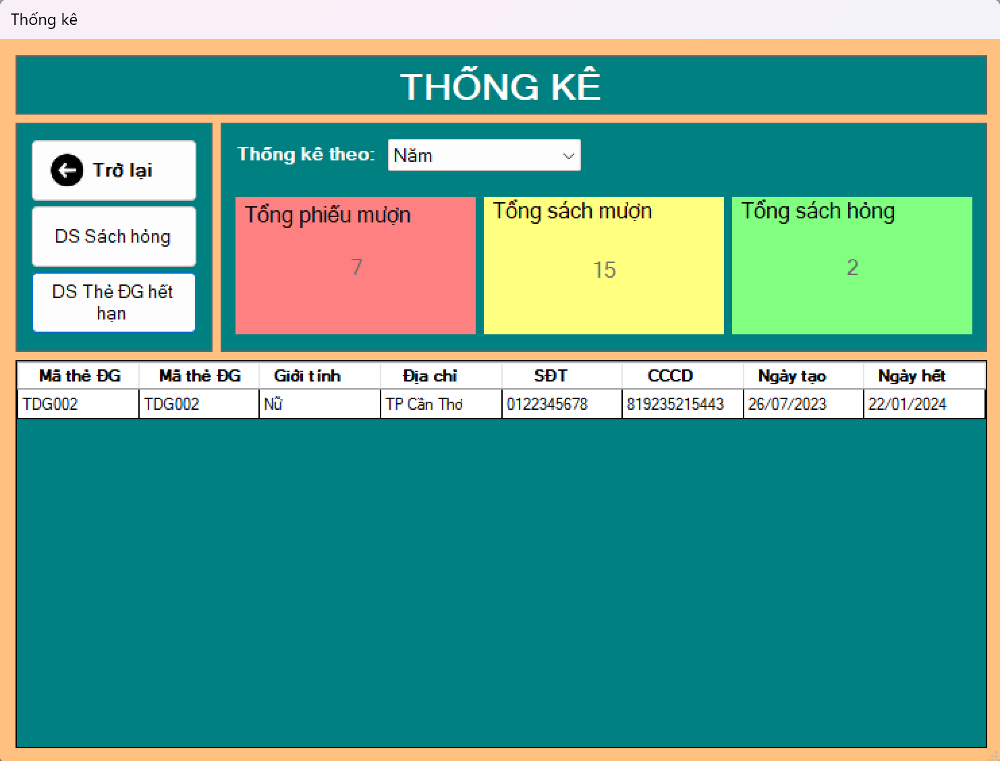 Thống kê
THỐNG KÊ
Trở lại
DS Sách hỏng
DS Thẻ ĐG hết
hạn
Thống kê theo: Năm
Tổng phiếu mượn
7
Tổng sách mượn
15
Tổng sách hỏng
2
Mã thẻ ĐG Mã thẻ ĐG Giới tính Địa chỉ SĐT CCCD Ngày tạo Ngày hết
TDG002 TDG002 Nữ TP Cần Thơ 0122345678 819235215443 26/07/2023 22/01/2024